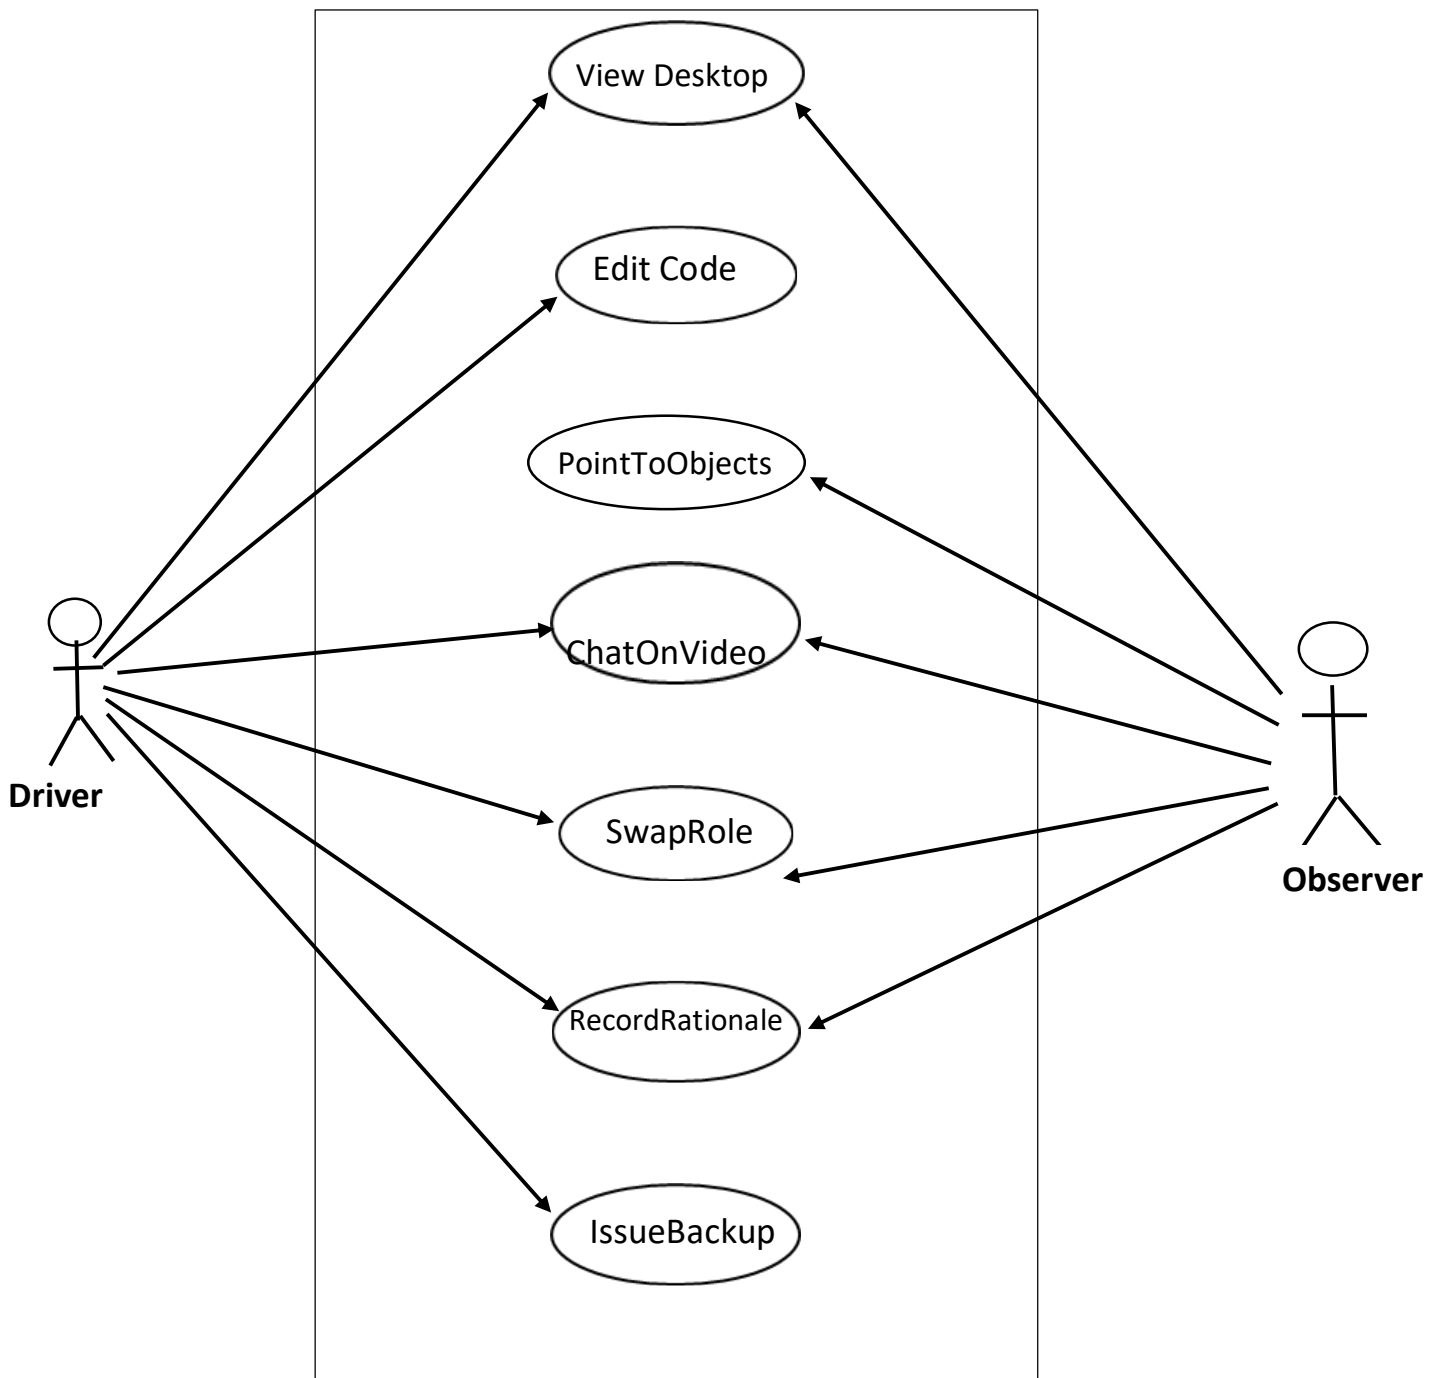 View Desktop
Edit Code
PointToObjects
ChatOnVideo
Driver
SwapRole
Observer
RecordRationale
IssueBackup